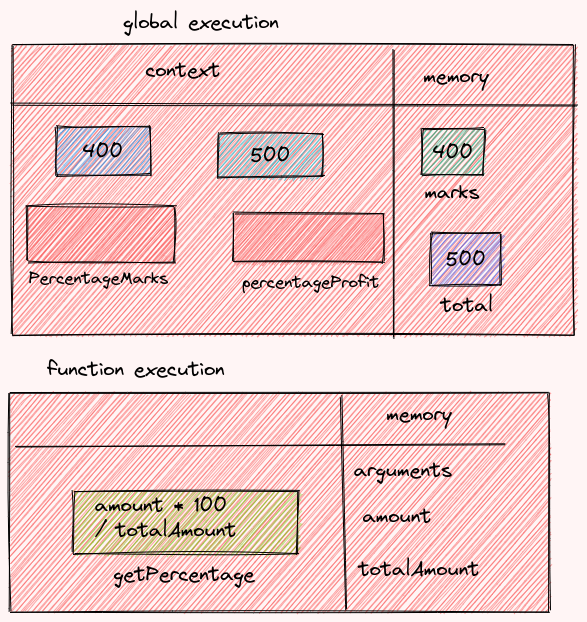 global execution
context
memory
400
500
400
marks
PercentageMarks
percentageProfit
500
total
function execution
memory
arguments
amount * 100
/ totalAmount
amount
getPercentage
totalAmount